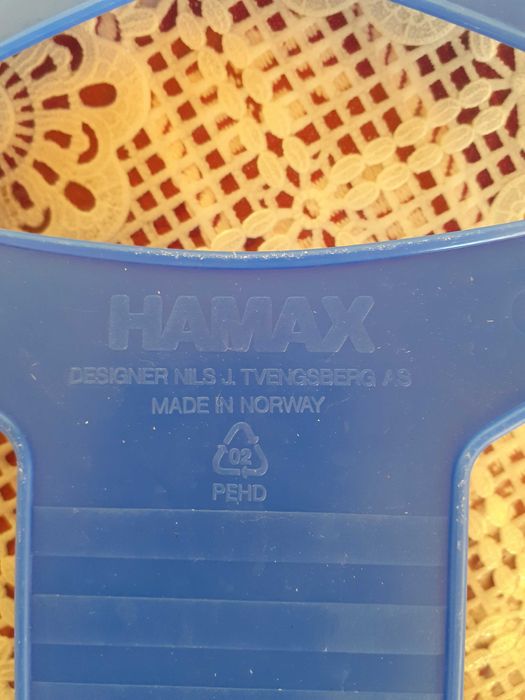 HAMAX
DESIGNER NILS J. TVENGSBERG AS
MADE IN NORWAY
02
PEHD